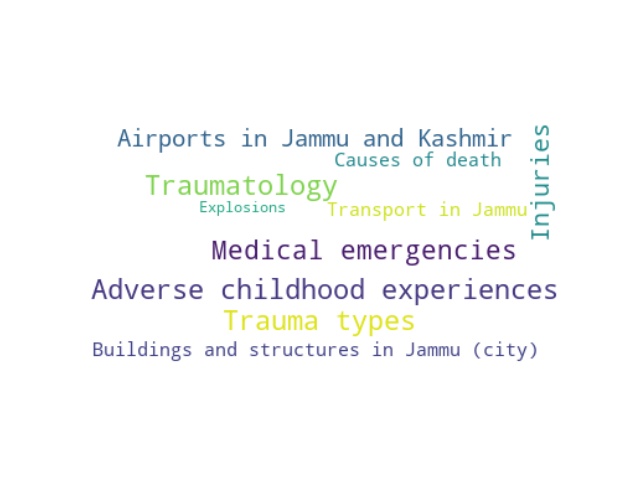 Airports in Jammu and Kashmir
Causes of death
Injuries
Traumatology
Explosions
Transport in Jammu
Medical emergencies
Adverse childhood experiences
Trauma types
Buildings and structures in Jammu (city)